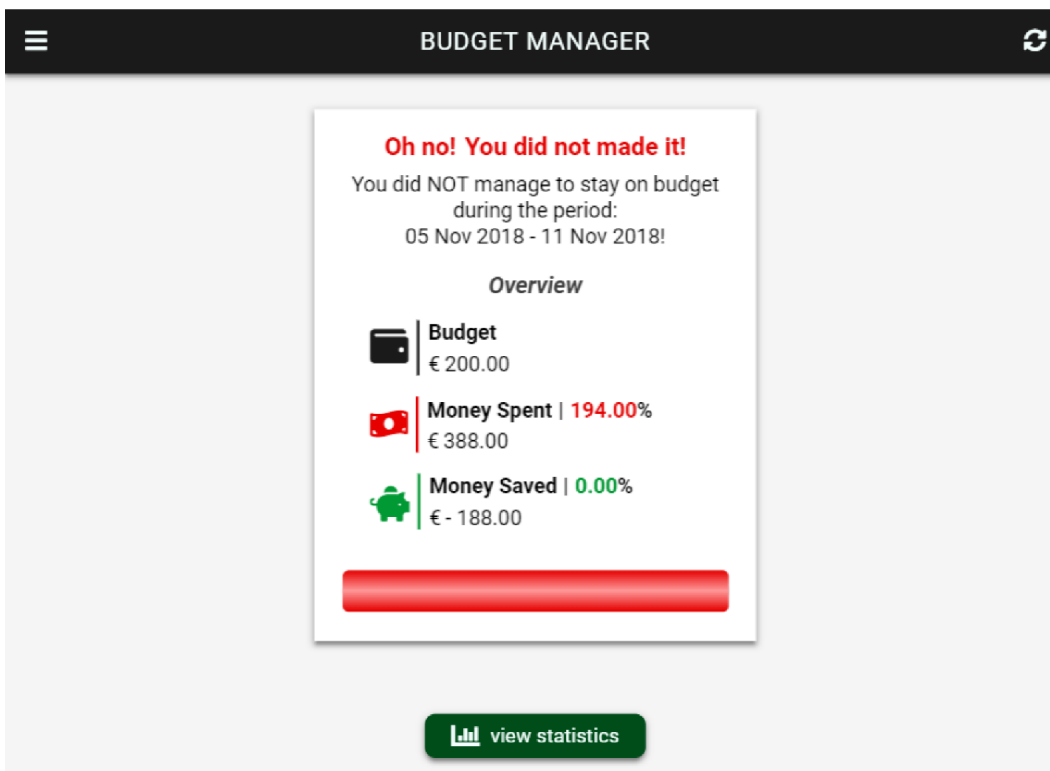 BUDGET MANAGER
Oh no! You did not made it!
You did NOT manage to stay on budget
during the period:
05 Nov 2018 - 11 Nov 2018!
Overview
Budget
€ 200.00
Money Spent | 194.00%
€ 388.00
Money Saved | 0.00%
€ - 188.00
view statistics